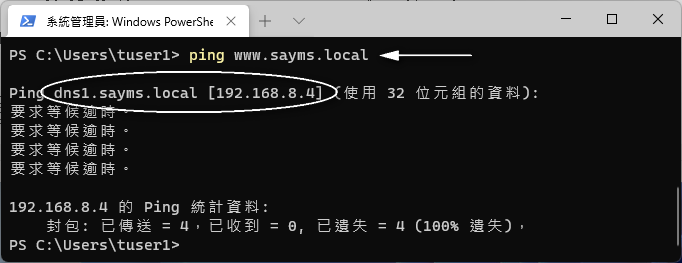 系統管理員: Windows PowerShe
PS C:\Users\tuser1> ping www.sayms.local
Ping dns1.sayms.local [192.168.8.4] (使用 32 位元組的資料):
要求等候逾時。
要求等候逾時。
要求等候逾時。
要求等候逾時。
192.168.8.4 的 Ping 統計資料:
封包: 已傳送 = 4，已收到 = 0, 已遺失 = 4 (100% 遺失)，
PS C:\Users\tuser1>